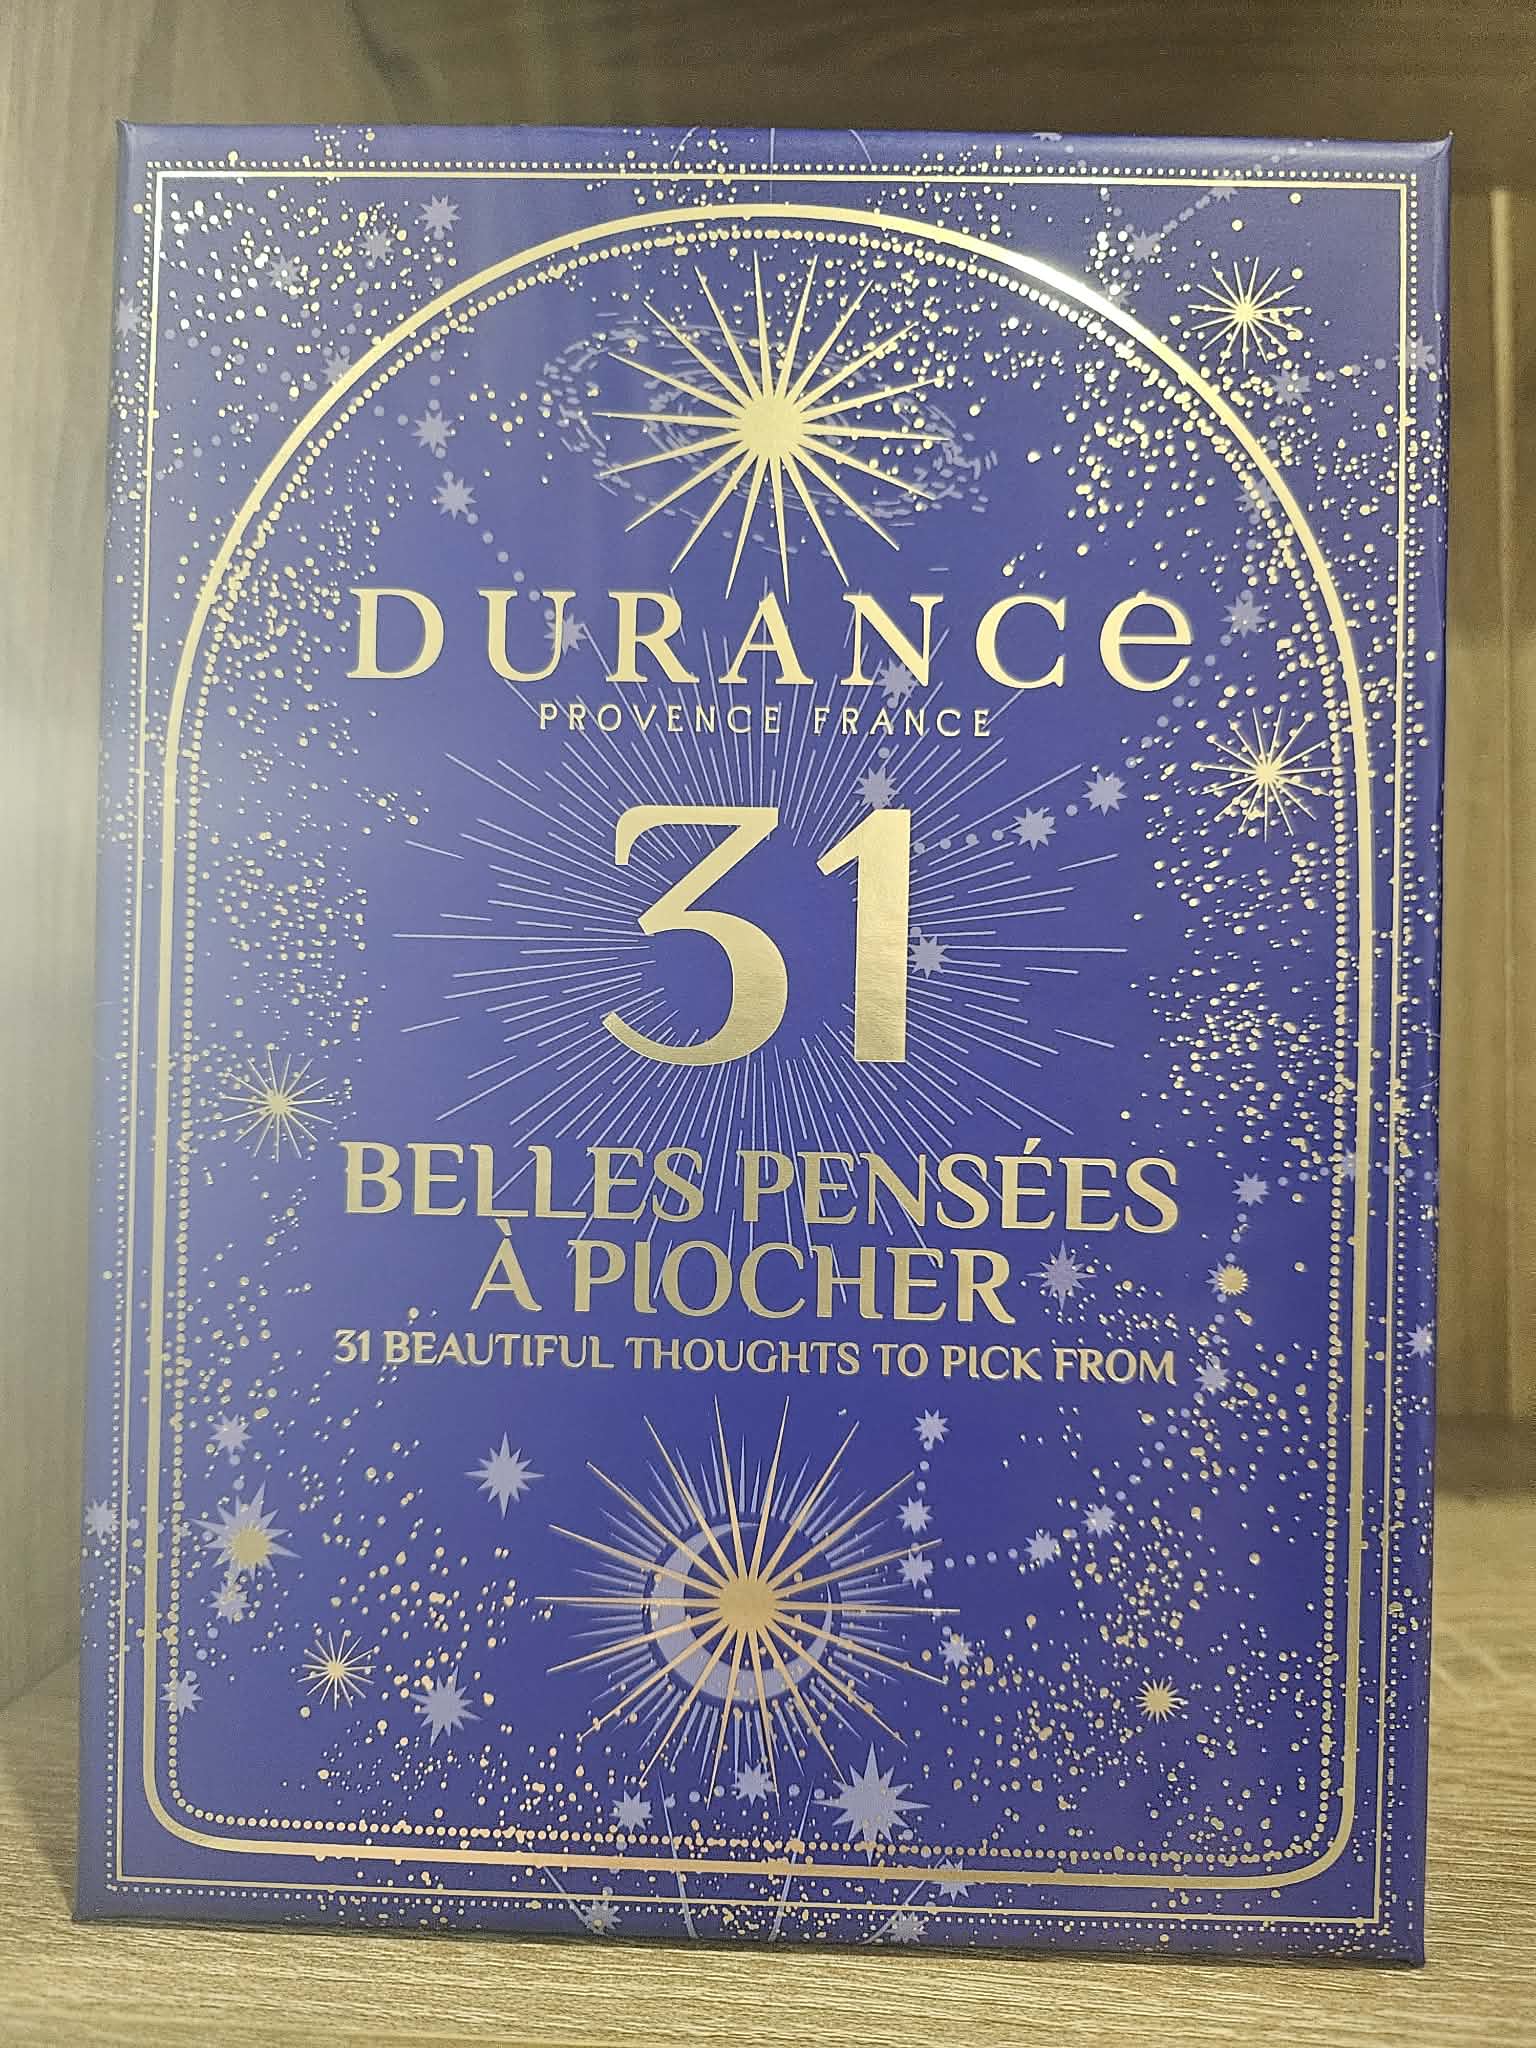 DURANCe
PROVENCE FRANCE
31
BELLES PENSÉES
À PIOCHER
31 BEAUTIFUL THOUGHTS TO PICK FROM